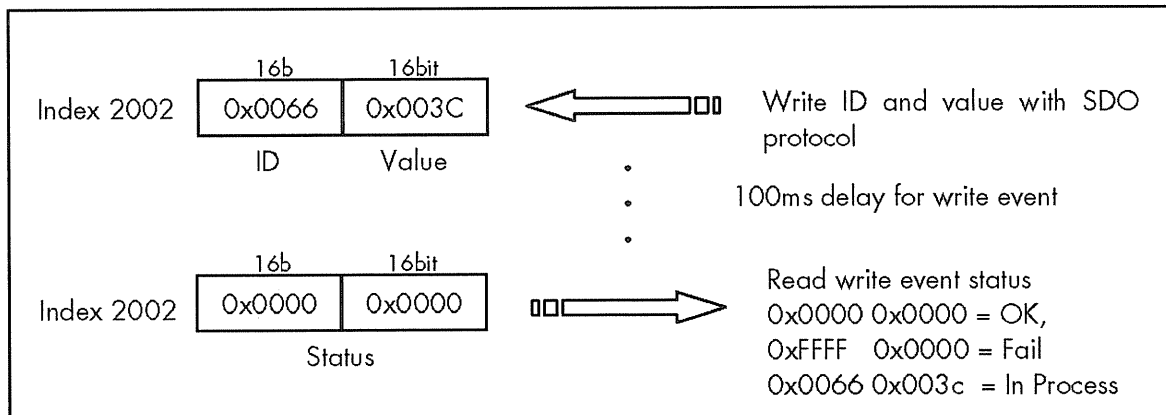 16b 16bit
Index 2002 0x0066 0x003C Write ID and value with SDO
ID Value protocol
100ms delay for write event
16b 16bit
Index 2002 0x0000 0x0000
Status
Read write event status
0x0000 0x0000 = OK,
0xFFFF 0x0000 = Fail
0x0066 0x003c = In Process